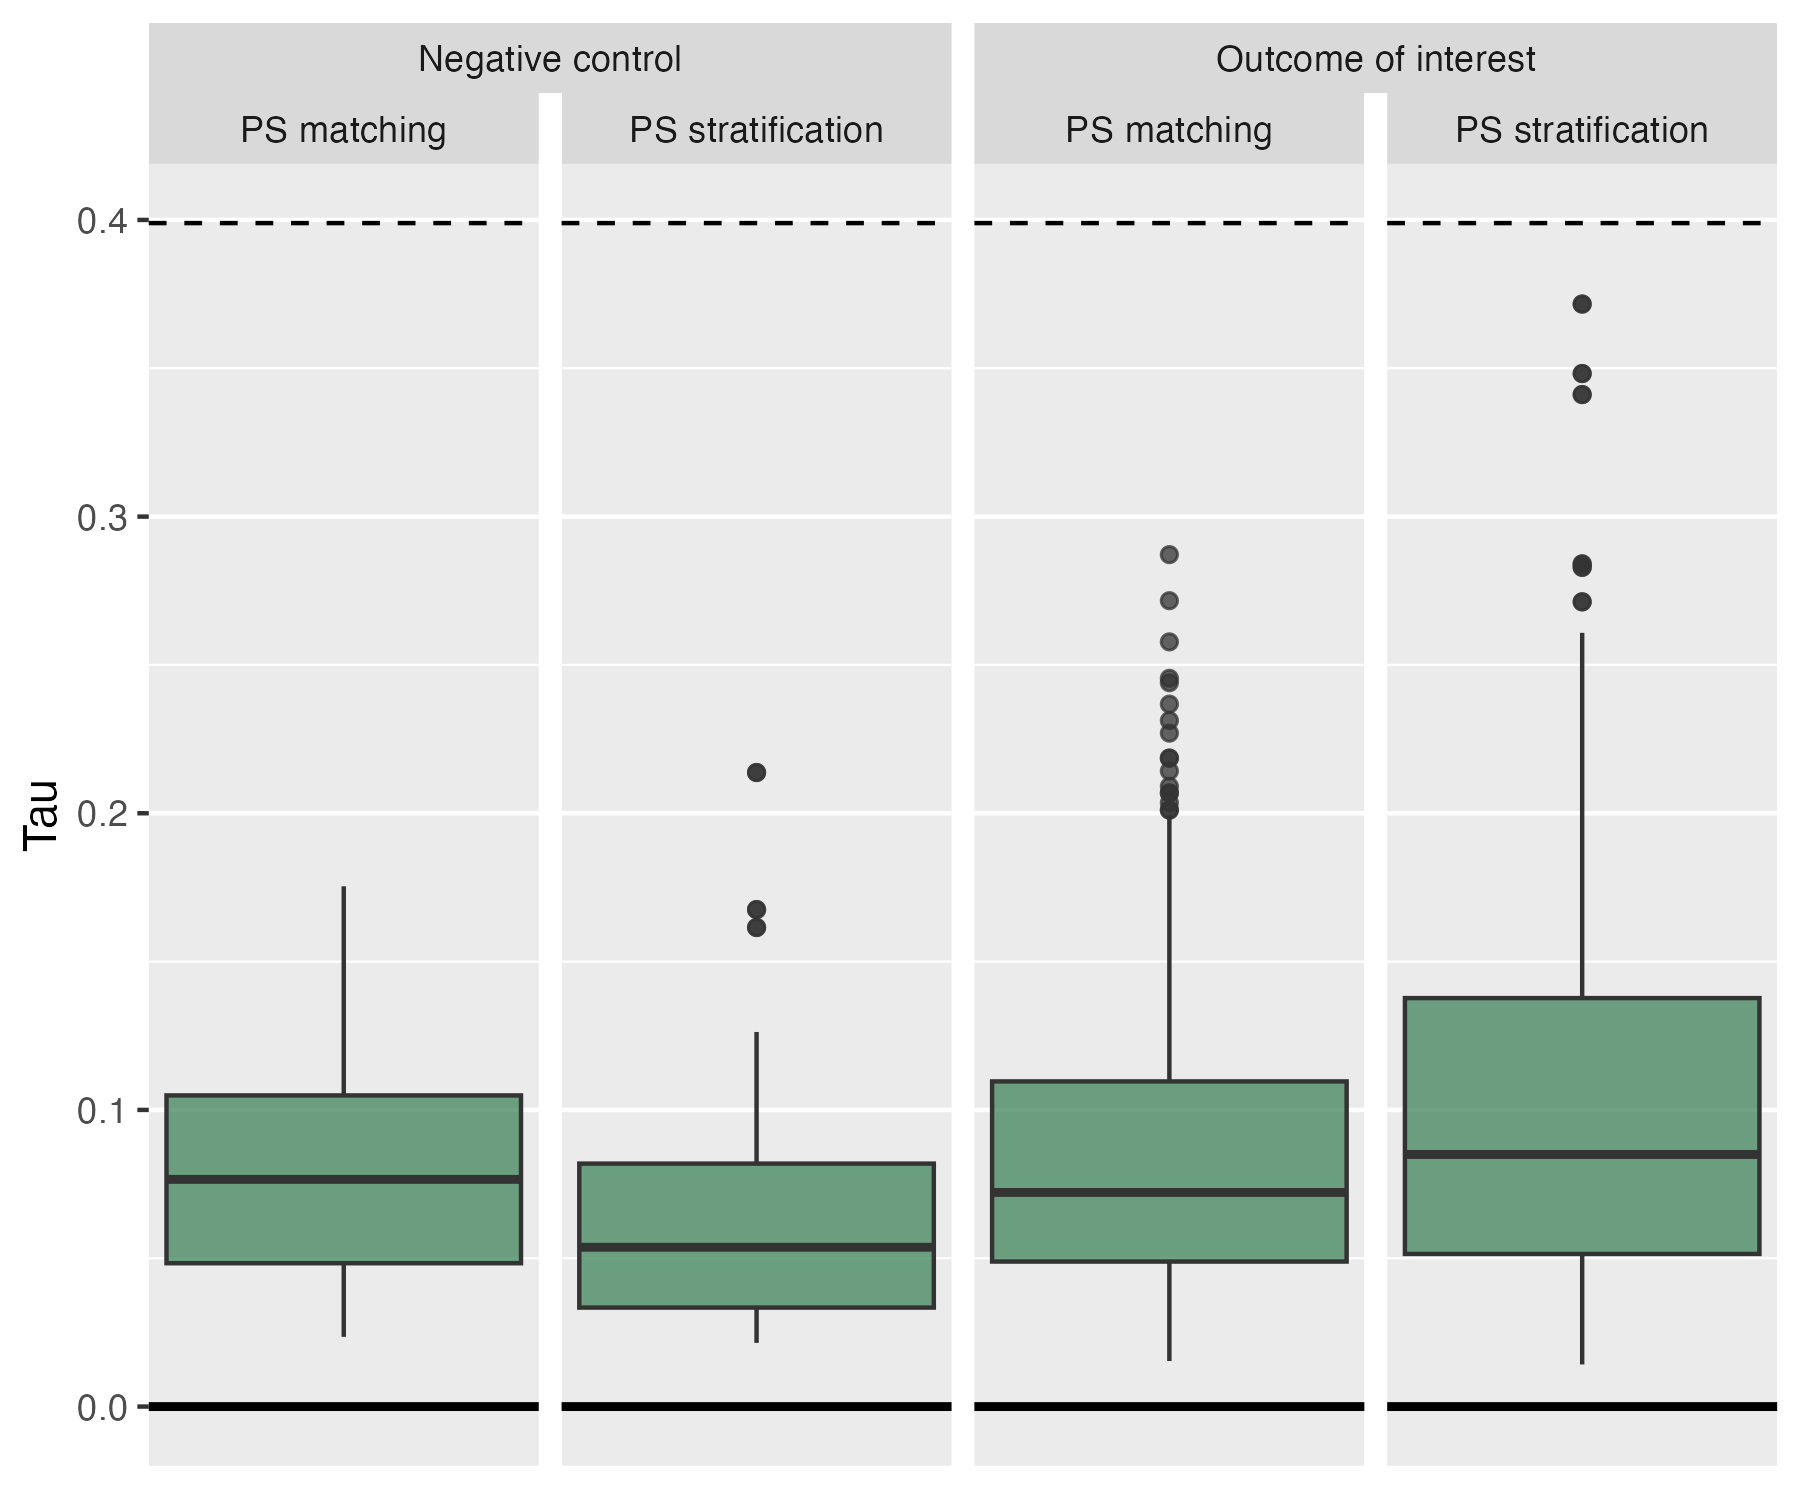 Negative control
Outcome of interest
PS matching
PS stratification
PS matching
PS stratification
0.4
0.3
0.2
0.1
0.0
Tau